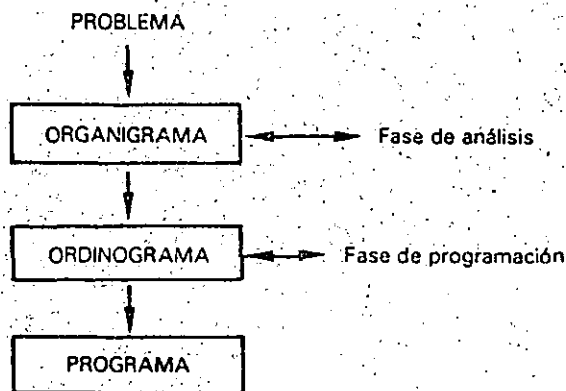 PROBLEMA
ORGANIGRAMA
Fase de análisis
ORDINOGRAMA
Fase de programación
PROGRAMA